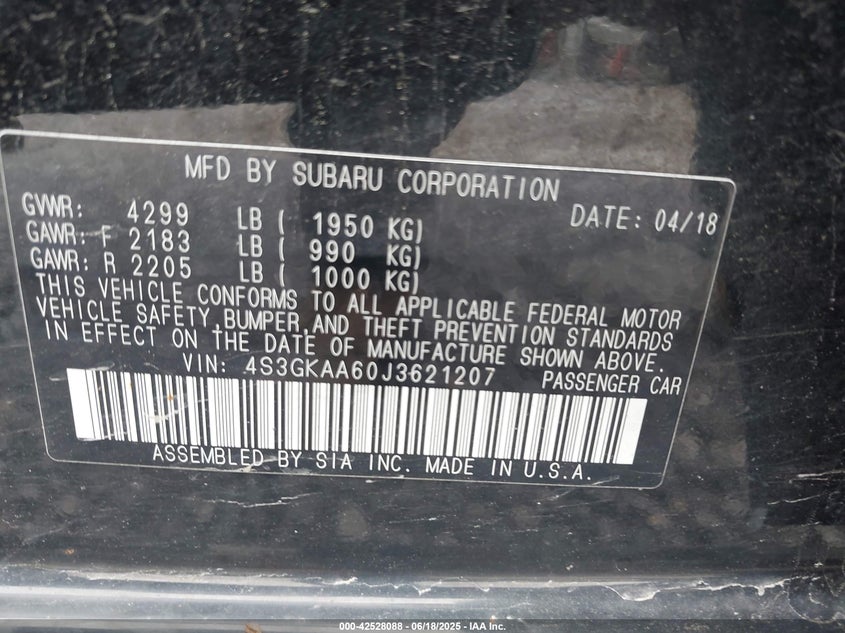 MFD BY SUBARU CORPORATION
GVWR: 4299 LB ( 1950 KG) DATE: 04/18
GAWR: F 2183 LB ( 990 KG)
GAWR: R 2205 LB ( 1000 KG)
THIS VEHICLE CONFORMS TO ALL APPLICABLE FEDERAL MOTOR
VEHICLE SAFETY,BUMPER,AND THEFT PREVENTION STANDARDS
IN EFFECT ON THE DATE OF MANUFACTURE SHOWN ABOVE.
VIN: 4S3GKAA60J3621207 PASSENGER CAR
ASSEMBLED BY SIA INC. MADE IN U.S.A.
000-42528088 - 06/18/2025 - IAA Inc.